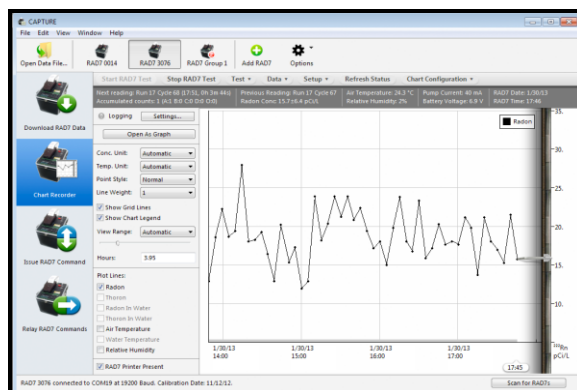 CAPTURE
File Edit View Window Help
Open Data File... RAD7 0014 RAD7 3076 RAD7 Group 1 Add RAD7 Options
Start RAD7 Test Stop RAD7 Test Test Data Setup Refresh Status Chart Configuration
Next reading: Run 17 Cycle 68 (17:51, 0h 3m 44s) Previous Reading: Run 17 Cycle 67 Air Temperature: 24.3 °C Pump Current: 40 mA RAD7 Date: 1/30/13
Accumulated counts: 1 (A:1 B:0 C:0 D:0 O:0) Radon Conc: 15.7±6.4 pCi/L Relative Humidity: 2% Battery Voltage: 6.9 V RAD7 Time: 17:46
Download RAD7 Data
Chart Recorder
Issue RAD7 Command
Relay RAD7 Commands
Logging Settings...
Open As Graph
Conc. Unit: Automatic
Temp. Unit: Automatic
Point Style: Normal
Line Weight: 1
Show Grid Lines
Show Chart Legend
View Range: Automatic
Hours: 3.95
Plot Lines:
Radon
Thoron
Radon In Water
Thoron In Water
Air Temperature
Water Temperature
Relative Humidity
RAD7 Printer Present
Radon
35.
30.
25.
20.
15.
10.
5.
pCi/L
1/30/13 1/30/13 1/30/13 1/30/13
14:00 15:00 16:00 17:00
17:45
RAD7 3076 connected to COM19 at 19200 Baud. Calibration Date: 11/12/12.
Scan for RAD7s